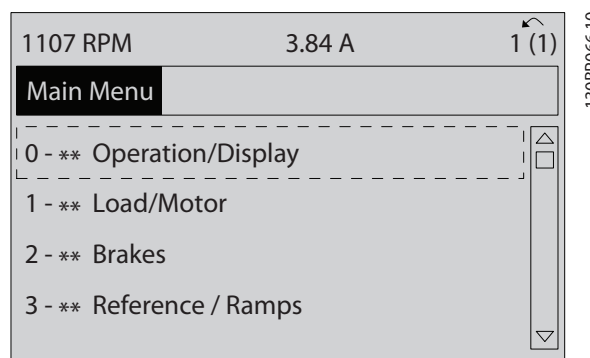 1107 RPM 3.84 A 1 (1)
Main Menu
0 - ** Operation/Display
1 - ** Load/Motor
2 - ** Brakes
3 - ** Reference / Ramps